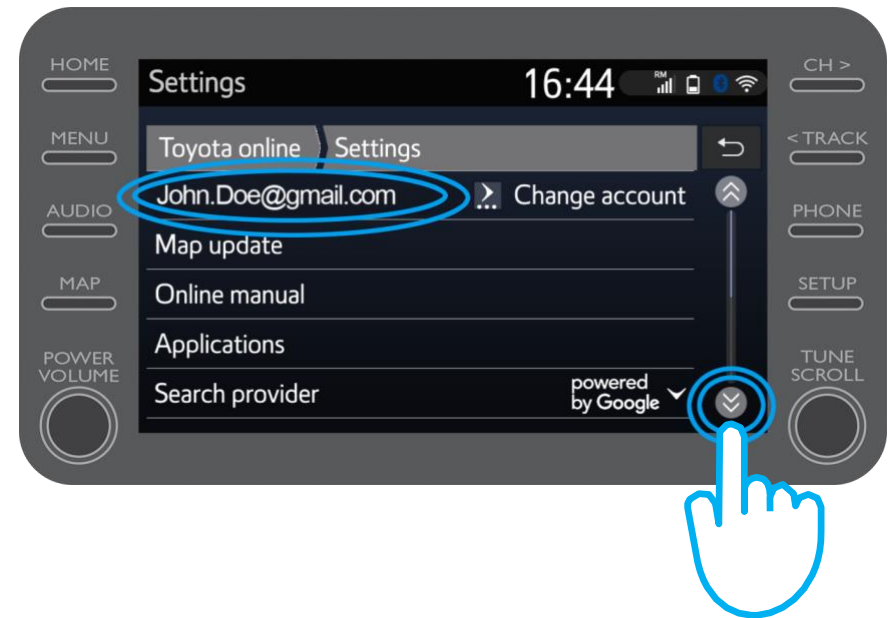 HOME
MENU
AUDIO
MAP
POWER
VOLUME
Settings 16:44 RM
Toyota online Settings
John.Doe@gmail.com Change account
Map update
Online manual
Applications
Search provider powered
by Google
CH >
< TRACK
PHONE
SETUP
TUNE
SCROLL